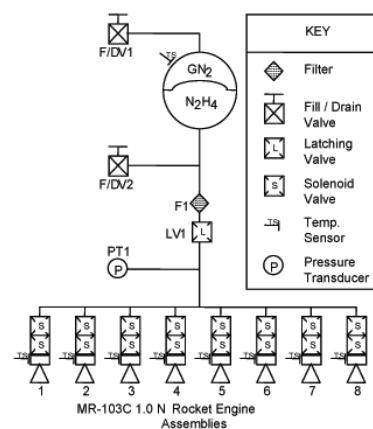 F/DV1
TS
GN2
N2H4
F/DV2
F1
LV1
L
PT1
P
S S S S S S S S
S S S S S S S S
TS TS TS TS TS TS TS TS
1 2 3 4 5 6 7 8
MR-103C 1.0 N Rocket Engine
Assemblies
KEY
Filter
Fill / Drain
Valve
L
Latching
Valve
S
Solenoid
Valve
TS
Temp.
Sensor
P
Pressure
Transducer